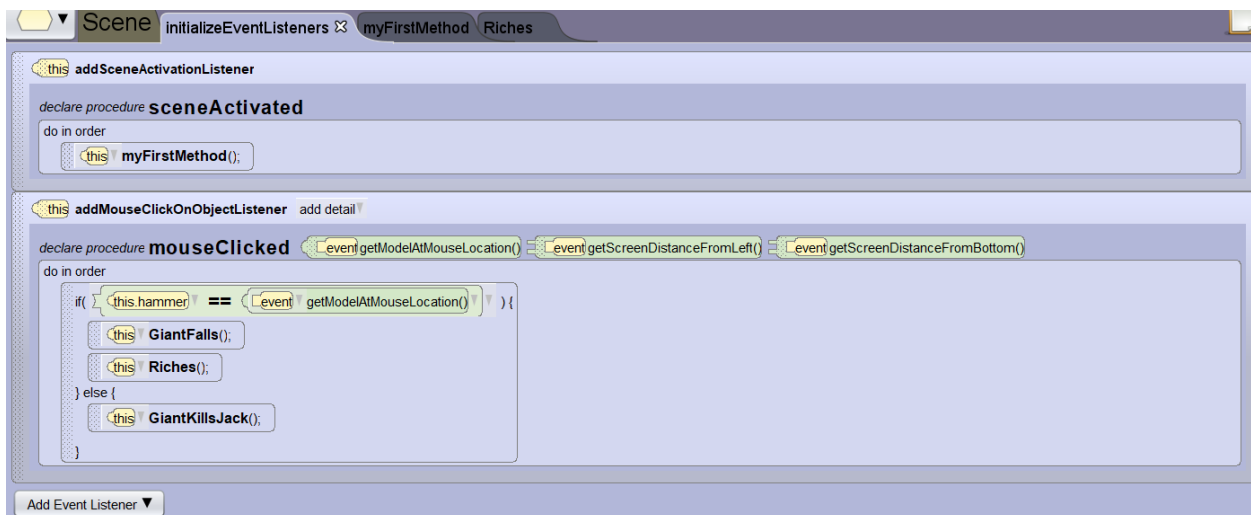 Scene initializeEventListeners ☒ myFirstMethod Riches
this addSceneActivationListener
declare procedure sceneActivated
do in order
this myFirstMethod();
this addMouseClickOnObjectListener add detail
declare procedure mouseClicked event getModelAtMouseLocation() event getScreenDistanceFromLeft() event getScreenDistanceFromBottom()
do in order
if( this.hammer == event getModelAtMouseLocation() ) {
this GiantFalls();
this Riches();
} else {
this GiantKillsJack();
}
Add Event Listener